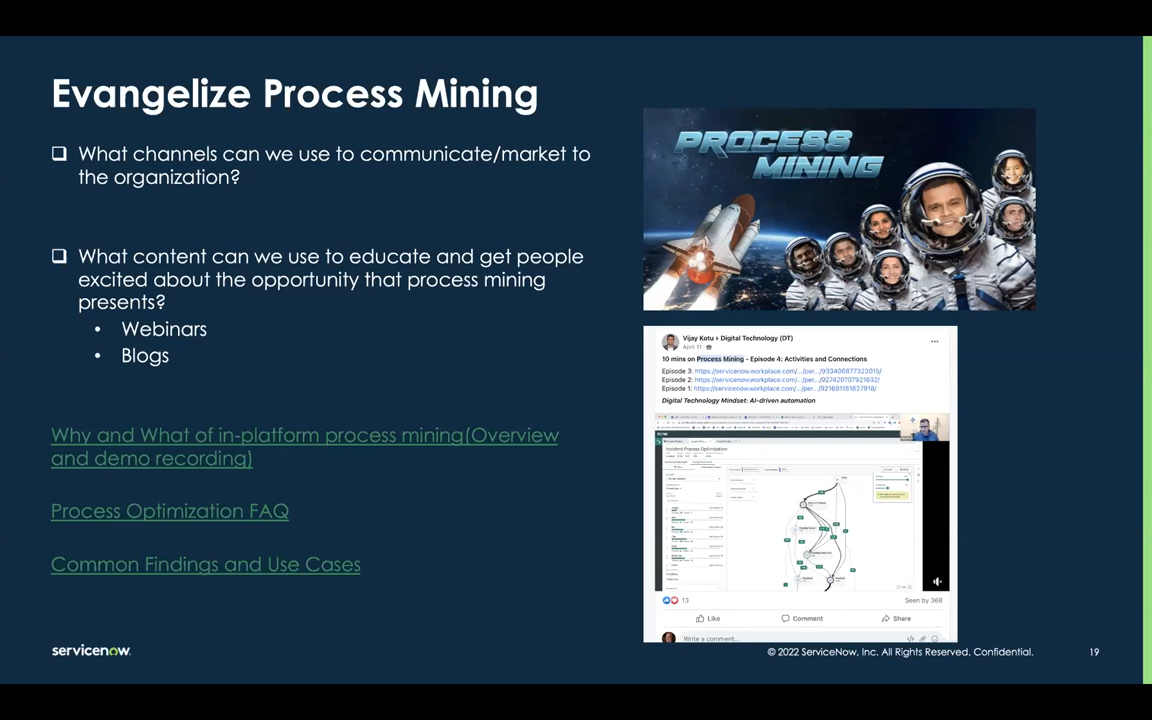 Evangelize Process Mining
❑ What channels can we use to communicate/market to
the organization?
❑ What content can we use to educate and get people
excited about the opportunity that process mining
presents?
• Webinars
• Blogs
Why and What of in-platform process mining(Overview
and demo recording)
Process Optimization FAQ
Common Findings and Use Cases
PROCESS
MINING
Vijay Kotu ▸ Digital Technology (DT)
April 11
10 mins on Process Mining - Episode 4: Activities and Connections
Episode 3: https://servicenow.workplace.com/.../per.../933406877323015/
Episode 2: https://servicenow.workplace.com/.../per.../927420707921632/
Episode 1: https://servicenow.workplace.com/.../per.../921691181827918/
Digital Technology Mindset: AI-driven automation
Incident Process Optimization
13
Seen by 368
Like Comment Share
Write a comment...
servicenow
© 2022 ServiceNow, Inc. All Rights Reserved. Confidential.
19